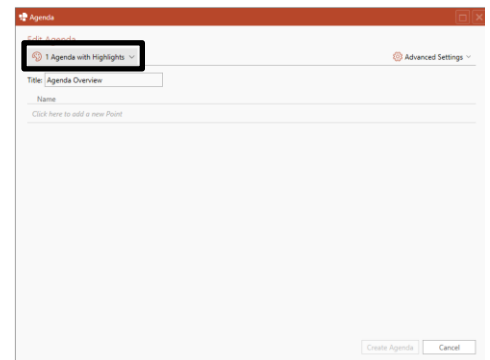 Agenda
Edit Agenda
1 Agenda with Highlights
Advanced Settings
Title: Agenda Overview
Name
Click here to add a new Point
Create Agenda Cancel